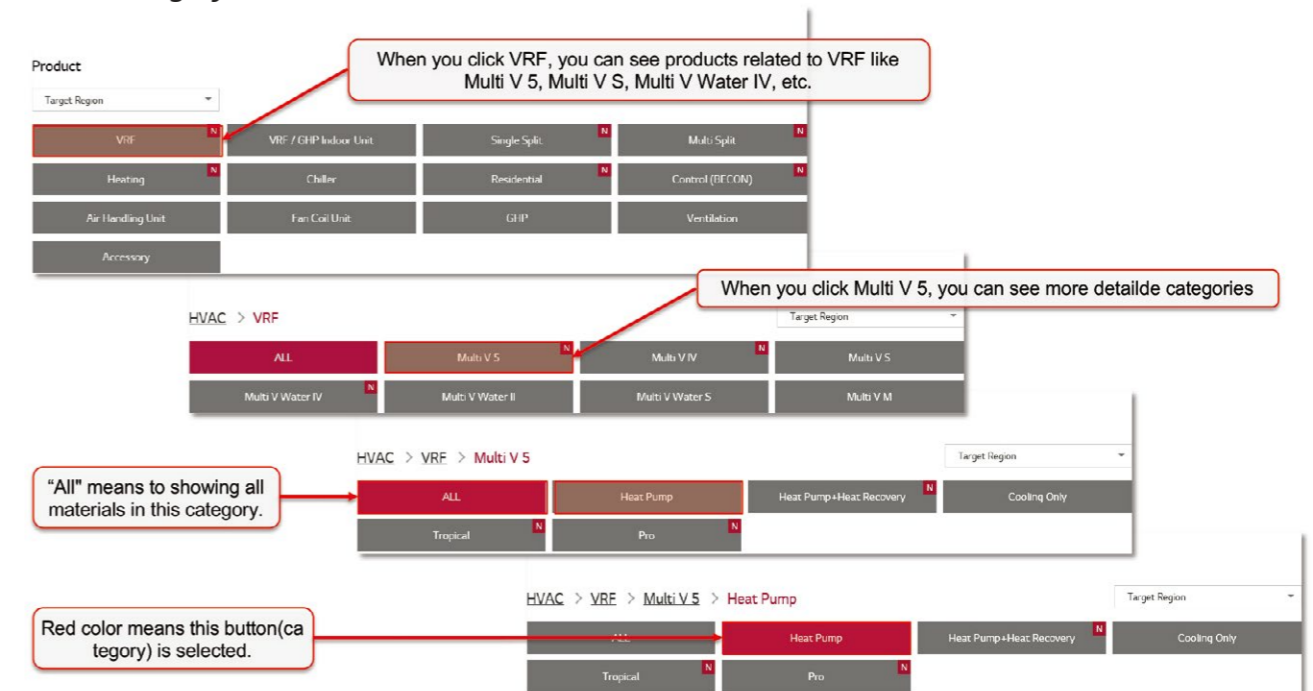 When you click VRF, you can see products related to VRF like
Multi V 5, Multi V S, Multi V Water IV, etc.
Product
Target Region
VRF N
VRF / GHP Indoor Unit
Single Split N
Multi Split N
Heating N
Chiller
Residential N
Control (BECON) N
Air Handling Unit
Fan Coil Unit
GHP
Ventilation
Accessory
When you click Multi V 5, you can see more detailde categories
HVAC > VRF
Target Region
ALL
Multi V 5 N
Multi V IV N
Multi V S
Multi V Water IV N
Multi V Water II
Multi V Water S
Multi V M
HVAC > VRF > Multi V 5
Target Region
"All" means to showing all
materials in this category.
ALL
Heat Pump
Heat Pump+Heat Recovery N
Cooling Only
Tropical N
Pro N
HVAC > VRF > Multi V 5 > Heat Pump
Target Region
Red color means this button(ca
tegory) is selected.
ALL
Heat Pump
Heat Pump+Heat Recovery N
Cooling Only
Tropical N
Pro N